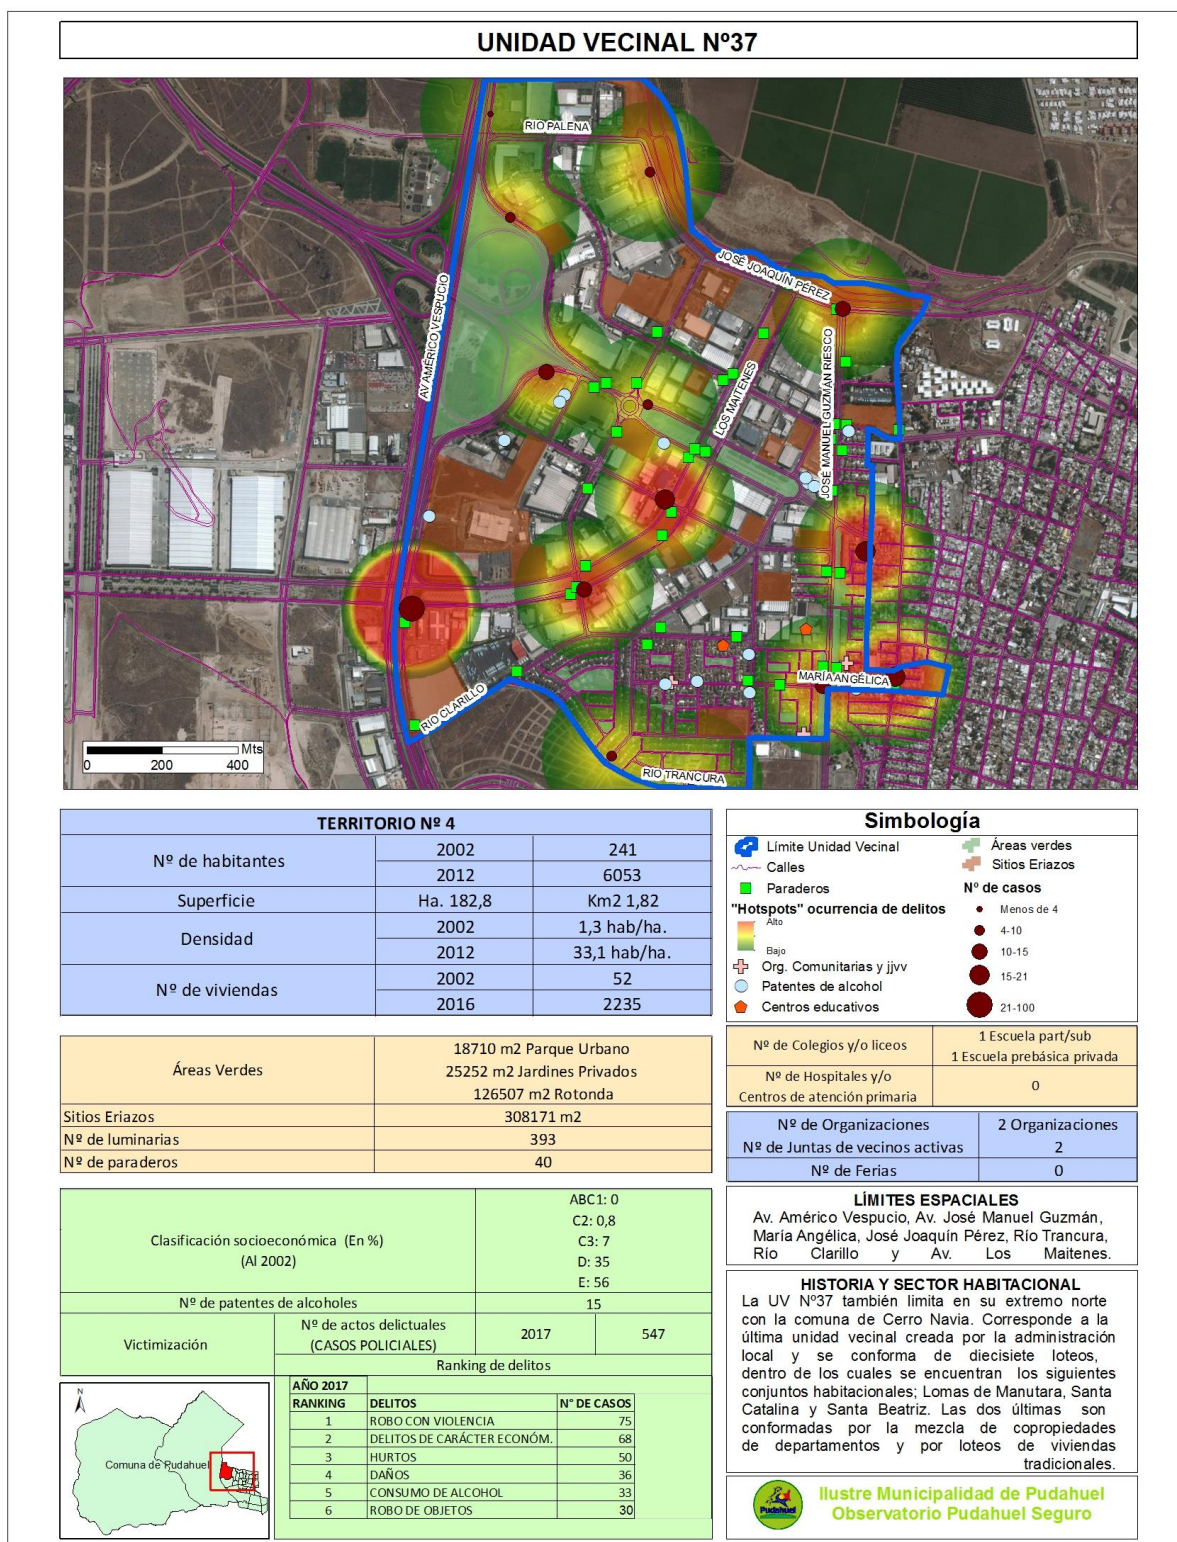 UNIDAD VECINAL Nº37
RIO PALENA
JOSÉ JOAQUÍN PÉREZ
AV AMÉRICO VESPUCIO
LOS MAITENES
JOSÉ MANUEL GUZMÁN RIESCO
MARÍA ANGÉLICA
RIO CLARILLO
RIO TRANCURA
Mts
0 200 400
TERRITORIO Nº 4
Nº de habitantes 2002 241
2012 6053
Superficie Ha. 182,8 Km2 1,82
Densidad 2002 1,3 hab/ha.
2012 33,1 hab/ha.
Nº de viviendas 2002 52
2016 2235
Simbología
Límite Unidad Vecinal
Calles
Paraderos
"Hotspots" ocurrencia de delitos
Alto
Bajo
Org. Comunitarias y jjvv
Patentes de alcohol
Centros educativos
Áreas verdes
Sitios Eriazos
Nº de casos
Menos de 4
4-10
10-15
15-21
21-100
Áreas Verdes
18710 m2 Parque Urbano
25252 m2 Jardines Privados
126507 m2 Rotonda
Sitios Eriazos 308171 m2
Nº de luminarias 393
Nº de paraderos 40
Nº de Colegios y/o liceos
1 Escuela part/sub
1 Escuela prebásica privada
Nº de Hospitales y/o
Centros de atención primaria
0
Nº de Organizaciones 2 Organizaciones
Nº de Juntas de vecinos activas 2
Nº de Ferias 0
Clasificación socioeconómica (En %)
(Al 2002)
ABC1: 0
C2: 0,8
C3: 7
D: 35
E: 56
Nº de patentes de alcoholes 15
Victimización
Nº de actos delictuales
(CASOS POLICIALES)
2017 547
Ranking de delitos
AÑO 2017
RANKING DELITOS N° DE CASOS
1 ROBO CON VIOLENCIA 75
2 DELITOS DE CARÁCTER ECONÓM. 68
3 HURTOS 50
4 DAÑOS 36
5 CONSUMO DE ALCOHOL 33
6 ROBO DE OBJETOS 30
N
Comuna de Pudahuel
LÍMITES ESPACIALES
Av. Américo Vespucio, Av. José Manuel Guzmán,
María Angélica, José Joaquín Pérez, Río Trancura,
Río Clarillo y Av. Los Maitenes.
HISTORIA Y SECTOR HABITACIONAL
La UV Nº37 también limita en su extremo norte
con la comuna de Cerro Navia. Corresponde a la
última unidad vecinal creada por la administración
local y se conforma de diecisiete loteos,
dentro de los cuales se encuentran los siguientes
conjuntos habitacionales; Lomas de Manutara, Santa
Catalina y Santa Beatriz. Las dos últimas son
conformadas por la mezcla de copropiedades
de departamentos y por loteos de viviendas
tradicionales.
Pudahuel
Ilustre Municipalidad de Pudahuel
Observatorio Pudahuel Seguro